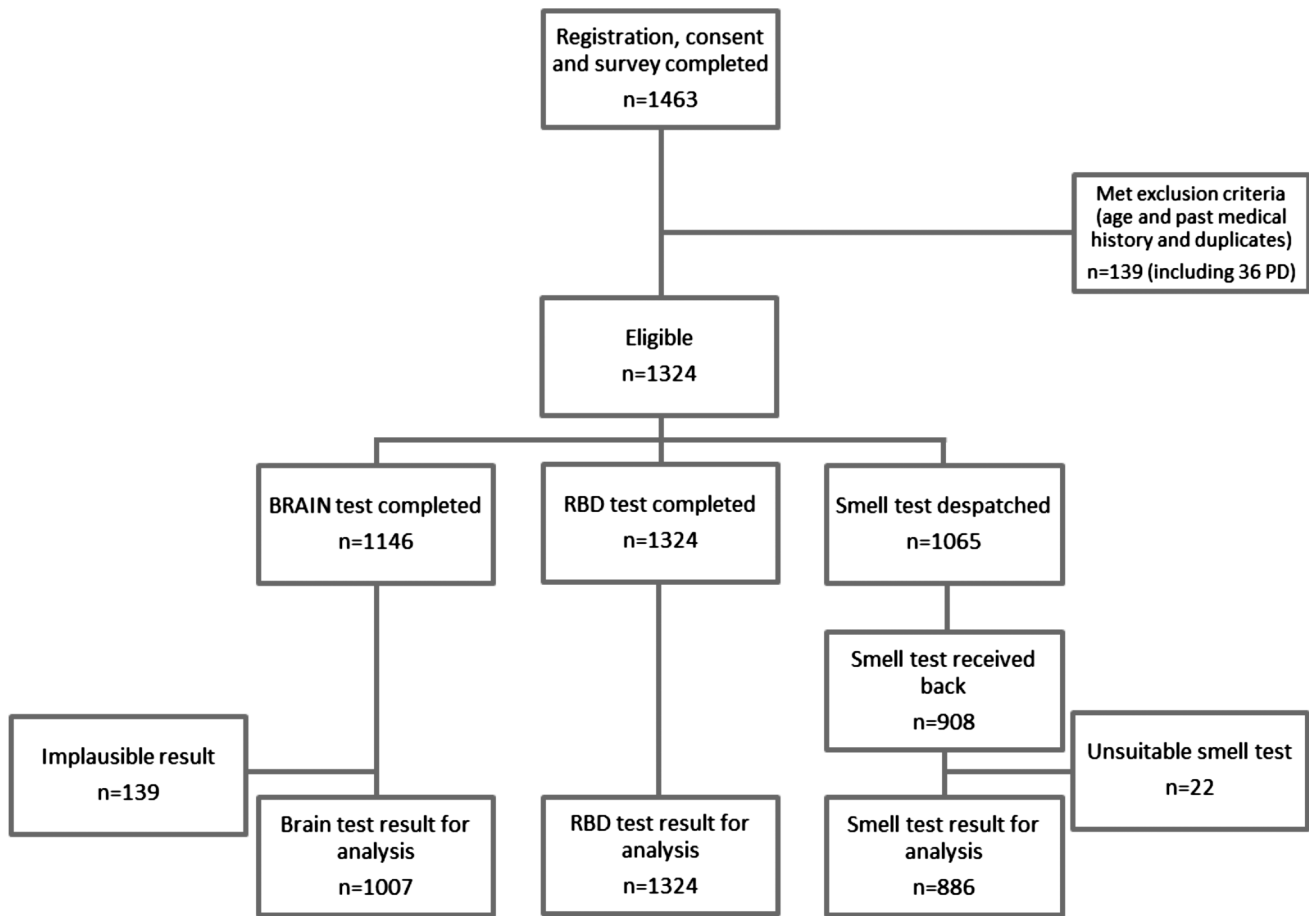 Registration, consent
and survey completed
n=1463
Met exclusion criteria
(age and past medical
history and duplicates)
n=139 (including 36 PD)
Eligible
n=1324
BRAIN test completed
n=1146
RBD test completed
n=1324
Smell test despatched
n=1065
Smell test received
back
n=908
Implausible result
n=139
Unsuitable smell test
n=22
Brain test result for
analysis
n=1007
RBD test result for
analysis
n=1324
Smell test result for
analysis
n=886